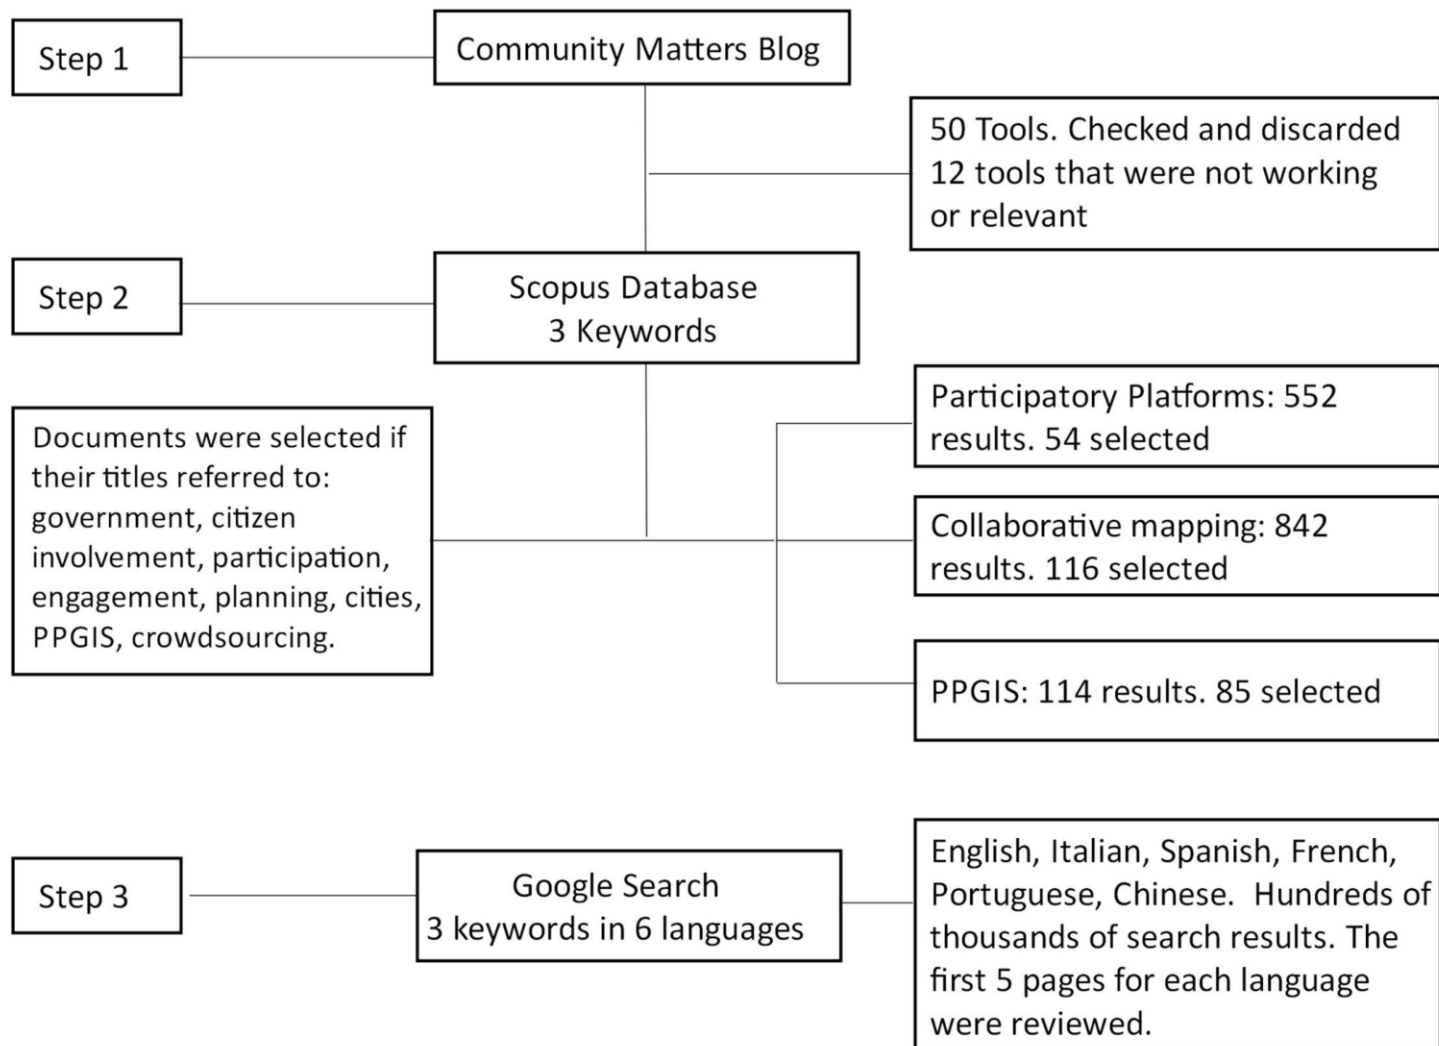 Step 1
Community Matters Blog
50 Tools. Checked and discarded
12 tools that were not working
or relevant
Step 2
Scopus Database
3 Keywords
Documents were selected if
their titles referred to:
government, citizen
involvement, participation,
engagement, planning, cities,
PPGIS, crowdsourcing.
Participatory Platforms: 552
results. 54 selected
Collaborative mapping: 842
results. 116 selected
PPGIS: 114 results. 85 selected
Step 3
Google Search
3 keywords in 6 languages
English, Italian, Spanish, French,
Portuguese, Chinese.  Hundreds of
thousands of search results. The
first 5 pages for each language
were reviewed.